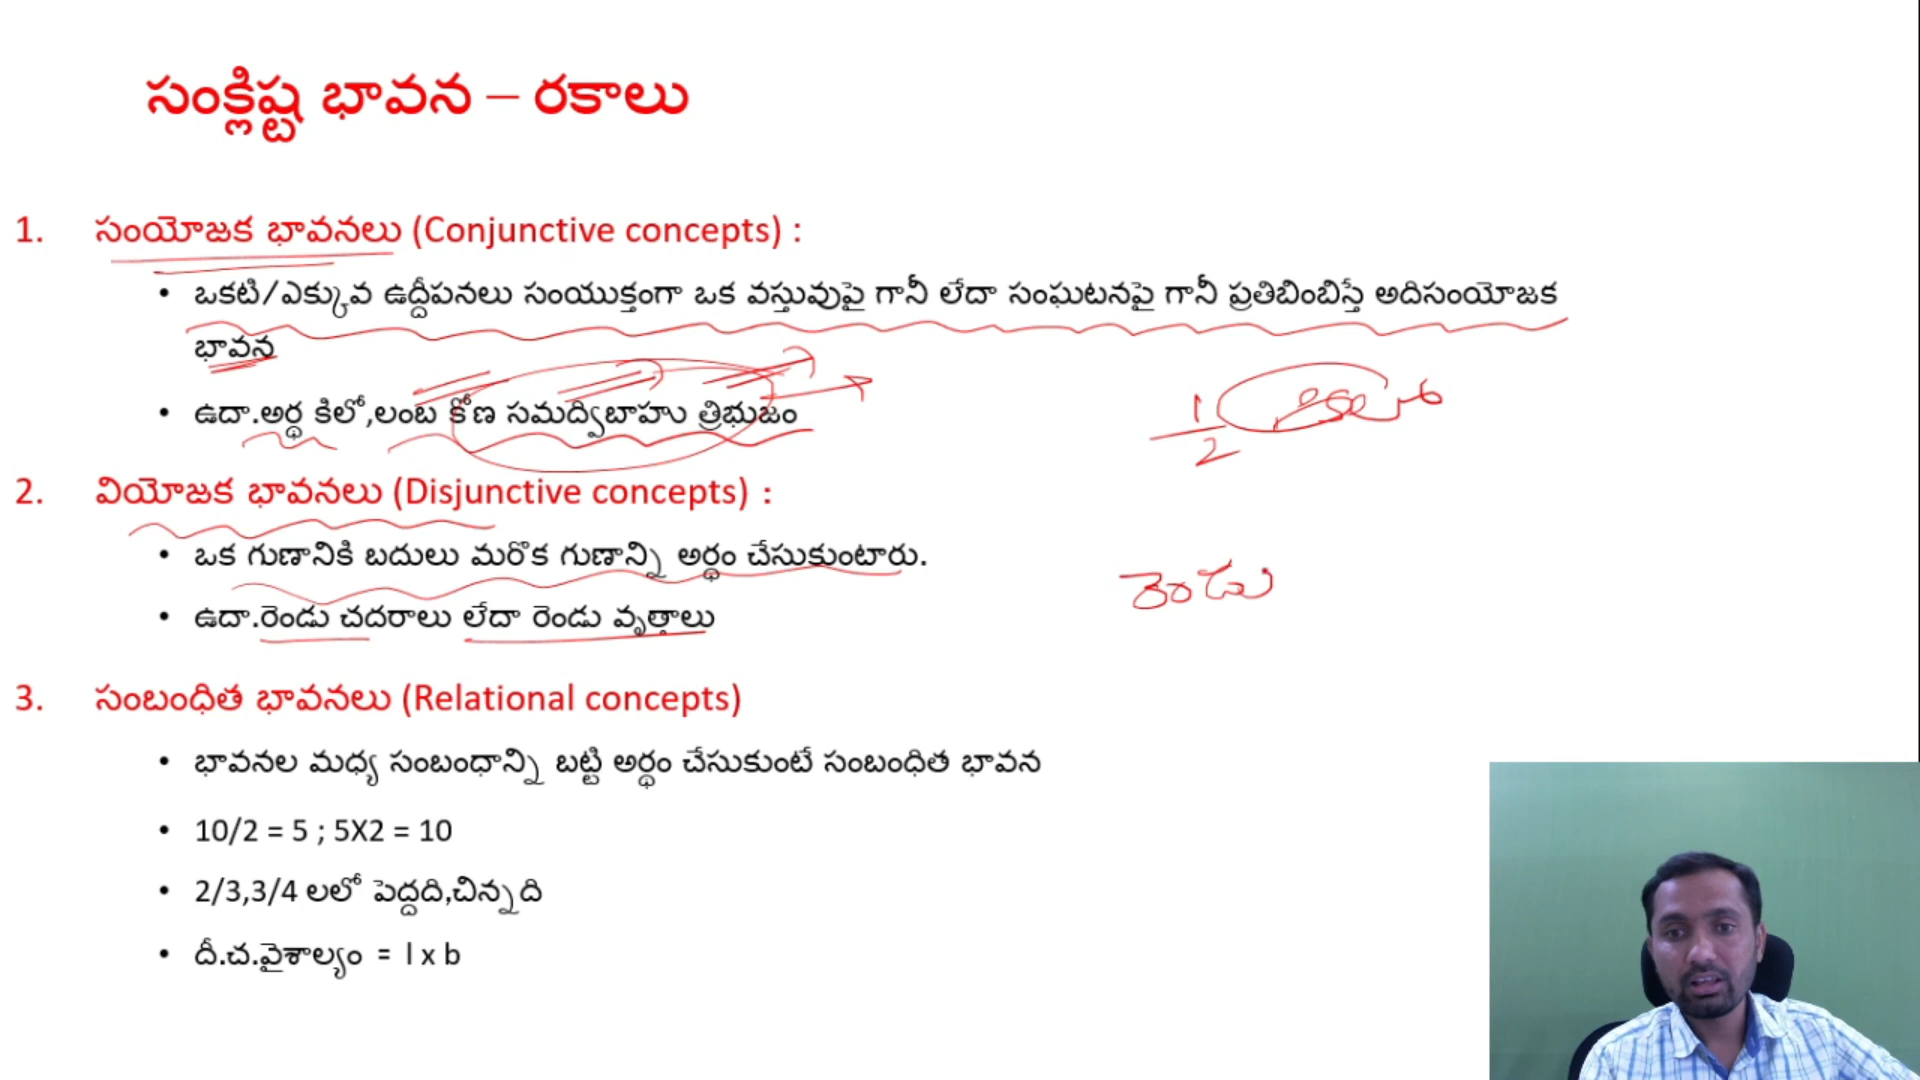 సంక్లిష్ట భావన – రకాలు
1. సంయోజక భావనలు (Conjunctive concepts) :
• ఒకటి/ఎక్కువ ఉద్దీపనలు సంయుక్తంగా ఒక వస్తువుపై గానీ లేదా సంఘటనపై గానీ ప్రతిబింబిస్తే అదిసంయోజక
భావన
• ఉదా.అర్ధ కిలో,లంబ కోణ సమద్విబాహు త్రిభుజం
1
2
2. వియోజక భావనలు (Disjunctive concepts) :
• ఒక గుణానికి బదులు మరొక గుణాన్ని అర్థం చేసుకుంటారు.
రెండు
• ఉదా.రెండు చదరాలు లేదా రెండు వృత్తాలు
3. సంబంధిత భావనలు (Relational concepts)
• భావనల మధ్య సంబంధాన్ని బట్టి అర్థం చేసుకుంటే సంబంధిత భావన
• 10/2 = 5 ; 5X2 = 10
• 2/3,3/4 లలో పెద్దది,చిన్నది
• దీ.చ.వైశాల్యం = l x b